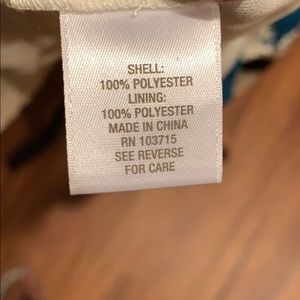 SHELL:
100% POLYESTER
LINING:
100% POLYESTER
MADE IN CHINA
RN 103715
SEE REVERSE
FOR CARE